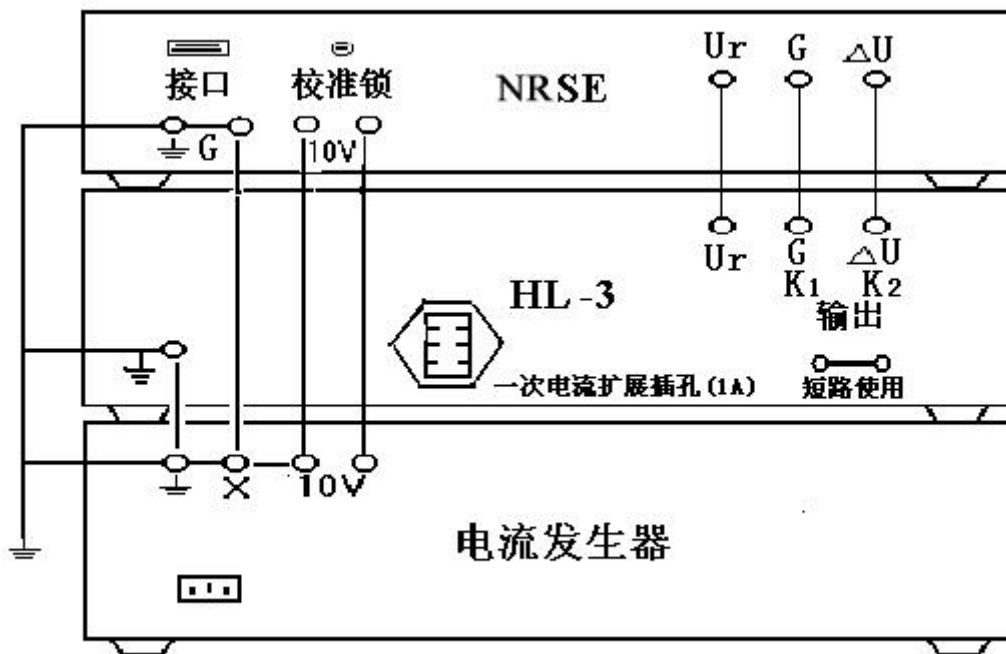 Ur G △U
接口 校准锁 NRSE
G 10V
Ur G △U
K1 K2
HL-3 输出
一次电流扩展插孔(1A) 短路使用
X 10V
电流发生器